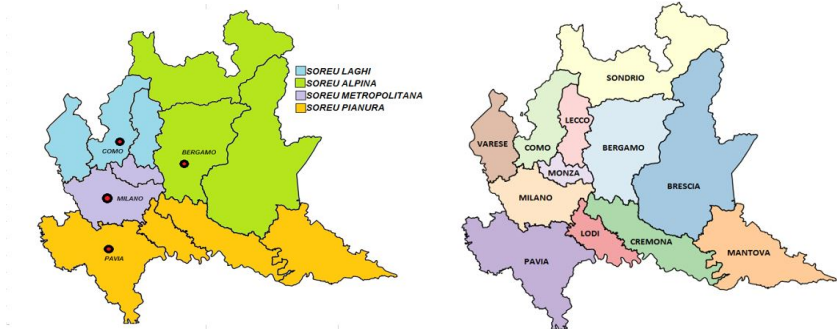 SOREU LAGHI
SOREU ALPINA
SOREU METROPOLITANA
SOREU PIANURA
COMO
BERGAMO
MILANO
PAVIA
SONDRIO
LECCO
VARESE
COMO
BERGAMO
MONZA
BRESCIA
MILANO
LODI
CREMONA
PAVIA
MANTOVA